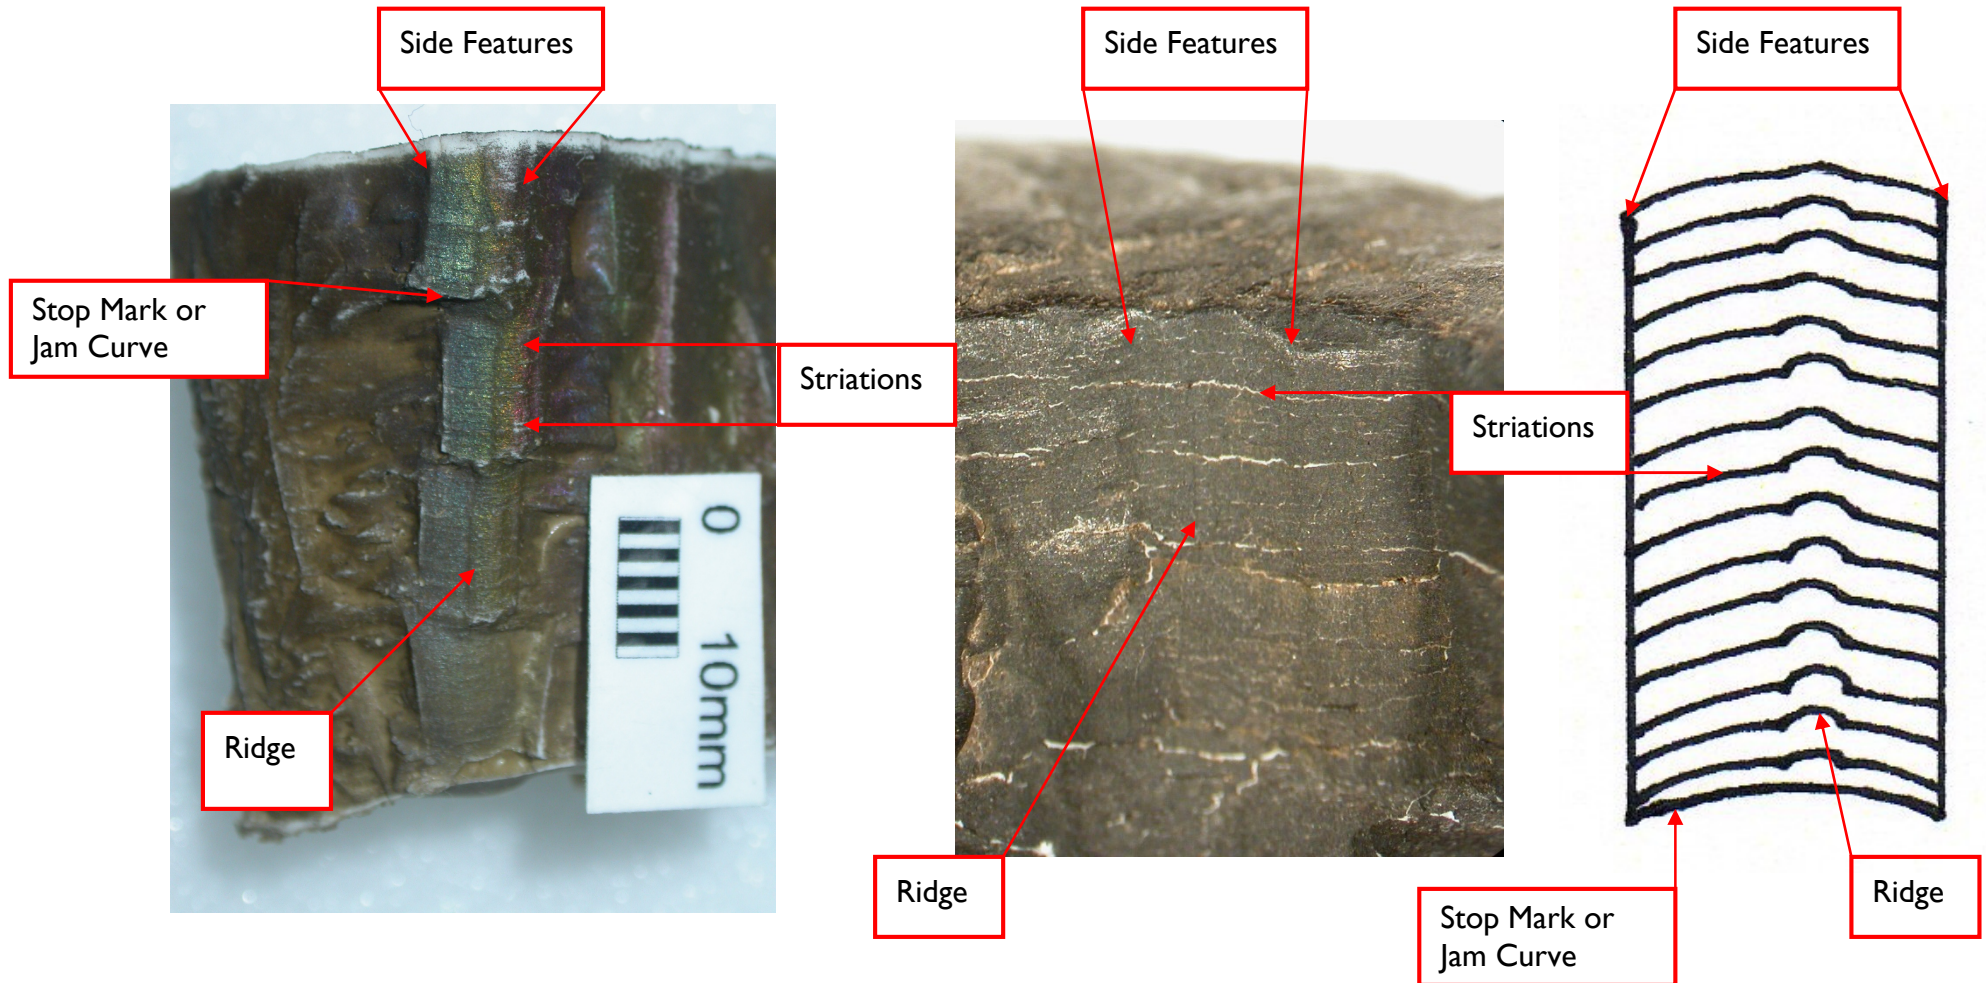 Side Features
Side Features
Side Features
Stop Mark or
Jam Curve
Striations
Striations
Ridge
0 10mm
Ridge
Stop Mark or
Jam Curve
Ridge